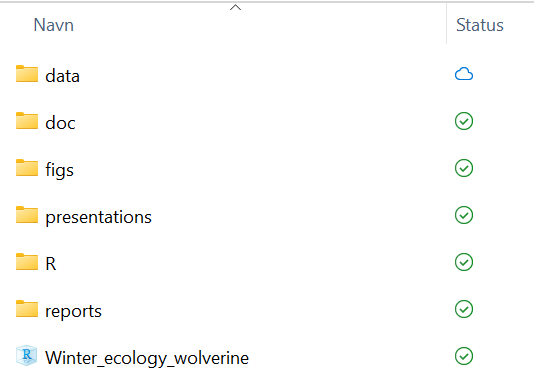 Navn Status
data
doc
figs
presentations
R
reports
R Winter_ecology_wolverine